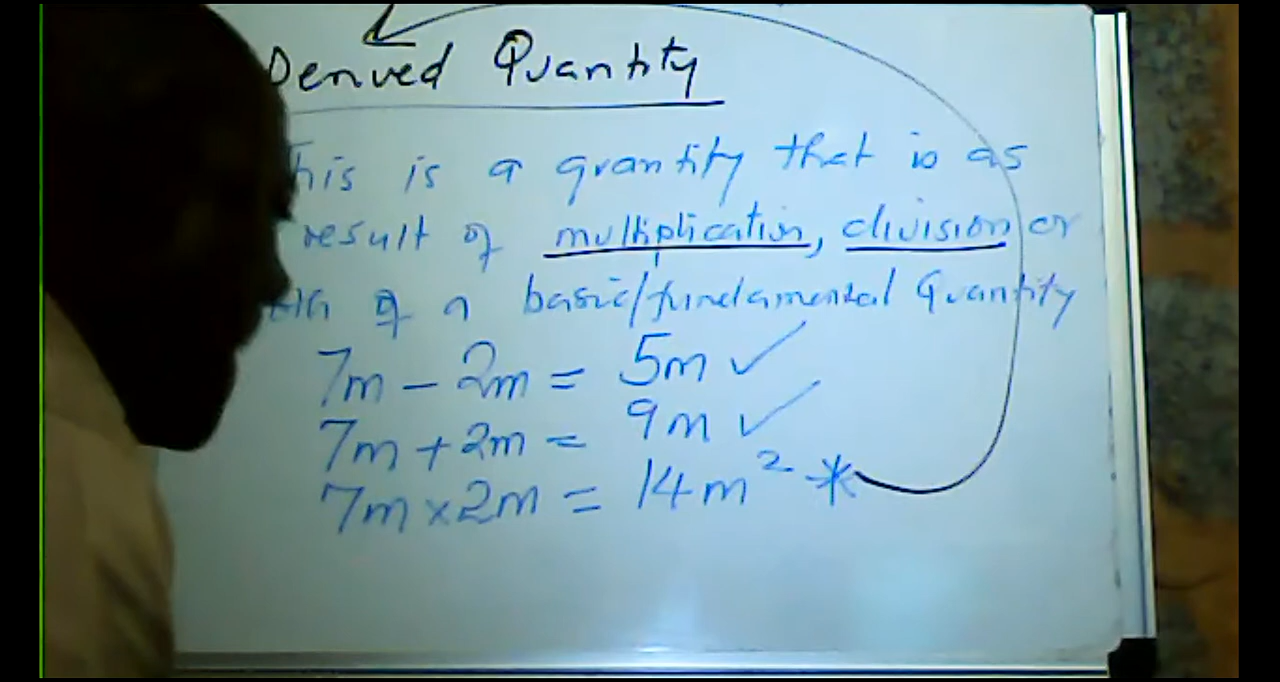 Derived Quantity
This is a quantity that is as
result of multiplication, division or
of a basic/fundamental Quantity
7m - 2m = 5m ✓
7m + 2m = 9m ✓
7m x 2m = 14m² *